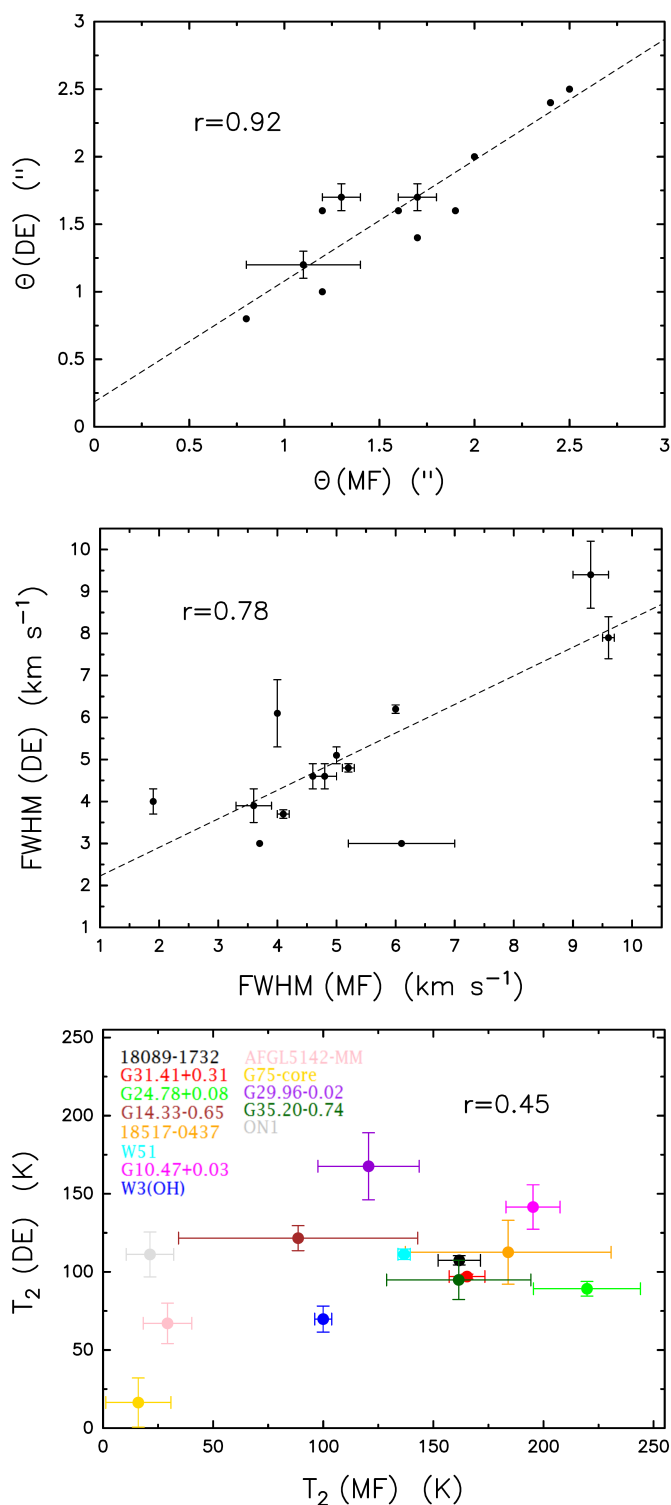 3
2.5
r=0.92
2
Θ(DE) (")
1.5
1
0.5
0
0 0.5 1 1.5 2 2.5 3
Θ(MF) (")
10
9
r=0.78
8
7
6
FWHM (DE) (km s⁻¹)
5
4
3
2
1
1 2 3 4 5 6 7 8 9 10
FWHM (MF) (km s⁻¹)
250
18089-1732 AFGL5142-MM
G31.41+0.31 G75-core
G24.78+0.08 G29.96-0.02
G14.33-0.65 G35.20-0.74
r=0.45
18517-0437 ON1
200
W51
G10.47+0.03
W3(OH)
150
T₂ (DE) (K)
100
50
0
0 50 100 150 200 250
T₂ (MF) (K)